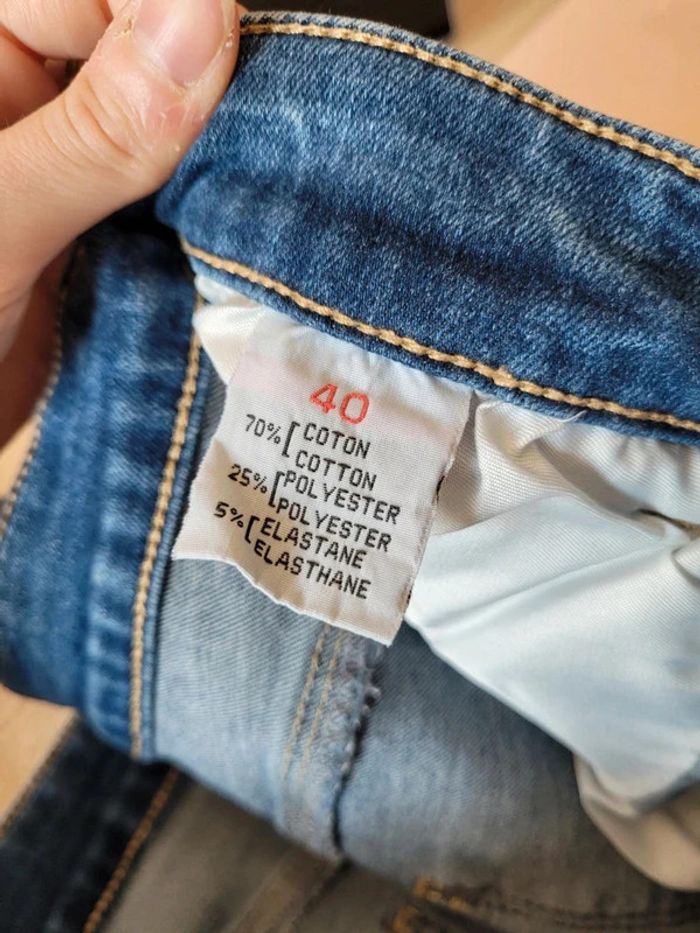 40
70% [ COTON
COTTON
25% [ POLYESTER
POLYESTER
5% [ ELASTANE
ELASTHANE